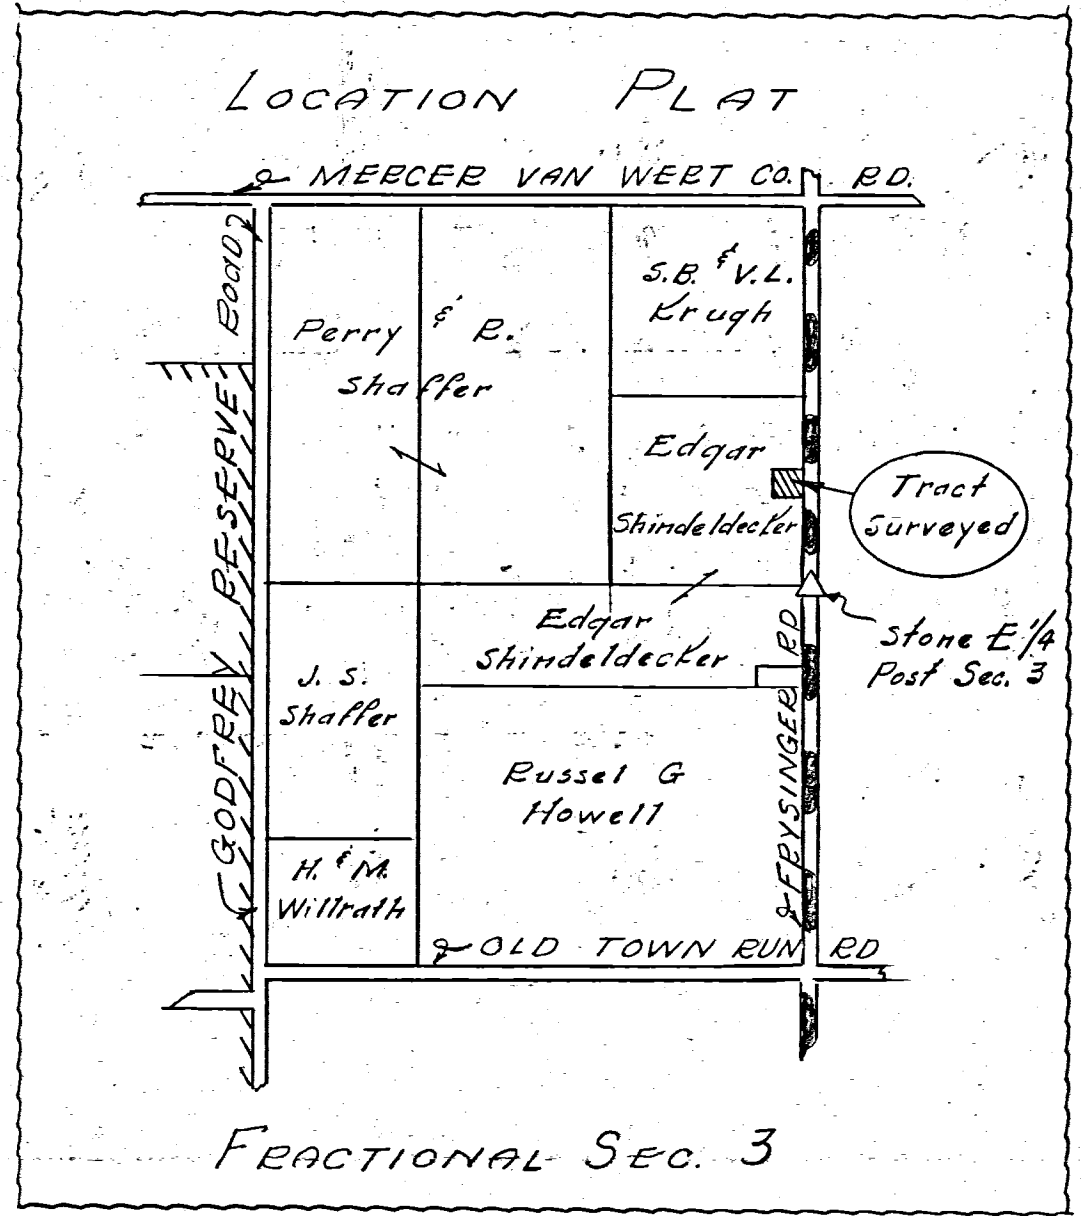 LOCATION PLAT
MERCER VAN WERT CO. RD.
GODFREY RESERVE ROAD
Perry & R.
Shaffer
S.B. & V.L.
Krugh
Edgar
Shindeldecker
Tract
Surveyed
Stone E 1/4
Post Sec. 3
Edgar
Shindeldecker
J. S.
Shaffer
Russel G
Howell
FRYSINGER RD
H. & M.
Willrath
OLD TOWN RUN RD
FRACTIONAL SEC. 3